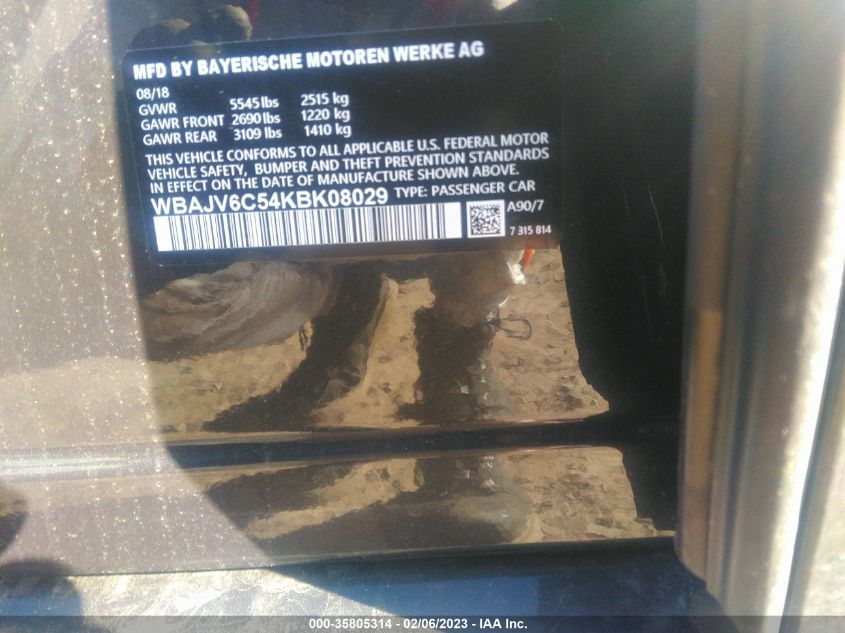 MFD BY BAYERISCHE MOTOREN WERKE AG
08/18
GVWR 5545 lbs 2515 kg
GAWR FRONT 2690 lbs 1220 kg
GAWR REAR 3109 lbs 1410 kg
THIS VEHICLE CONFORMS TO ALL APPLICABLE U.S. FEDERAL MOTOR
VEHICLE SAFETY, BUMPER AND THEFT PREVENTION STANDARDS
IN EFFECT ON THE DATE OF MANUFACTURE SHOWN ABOVE.
WBAJV6C54KBK08029 TYPE: PASSENGER CAR
A90/7
7 315 814
000-35805314 - 02/06/2023 - IAA Inc.